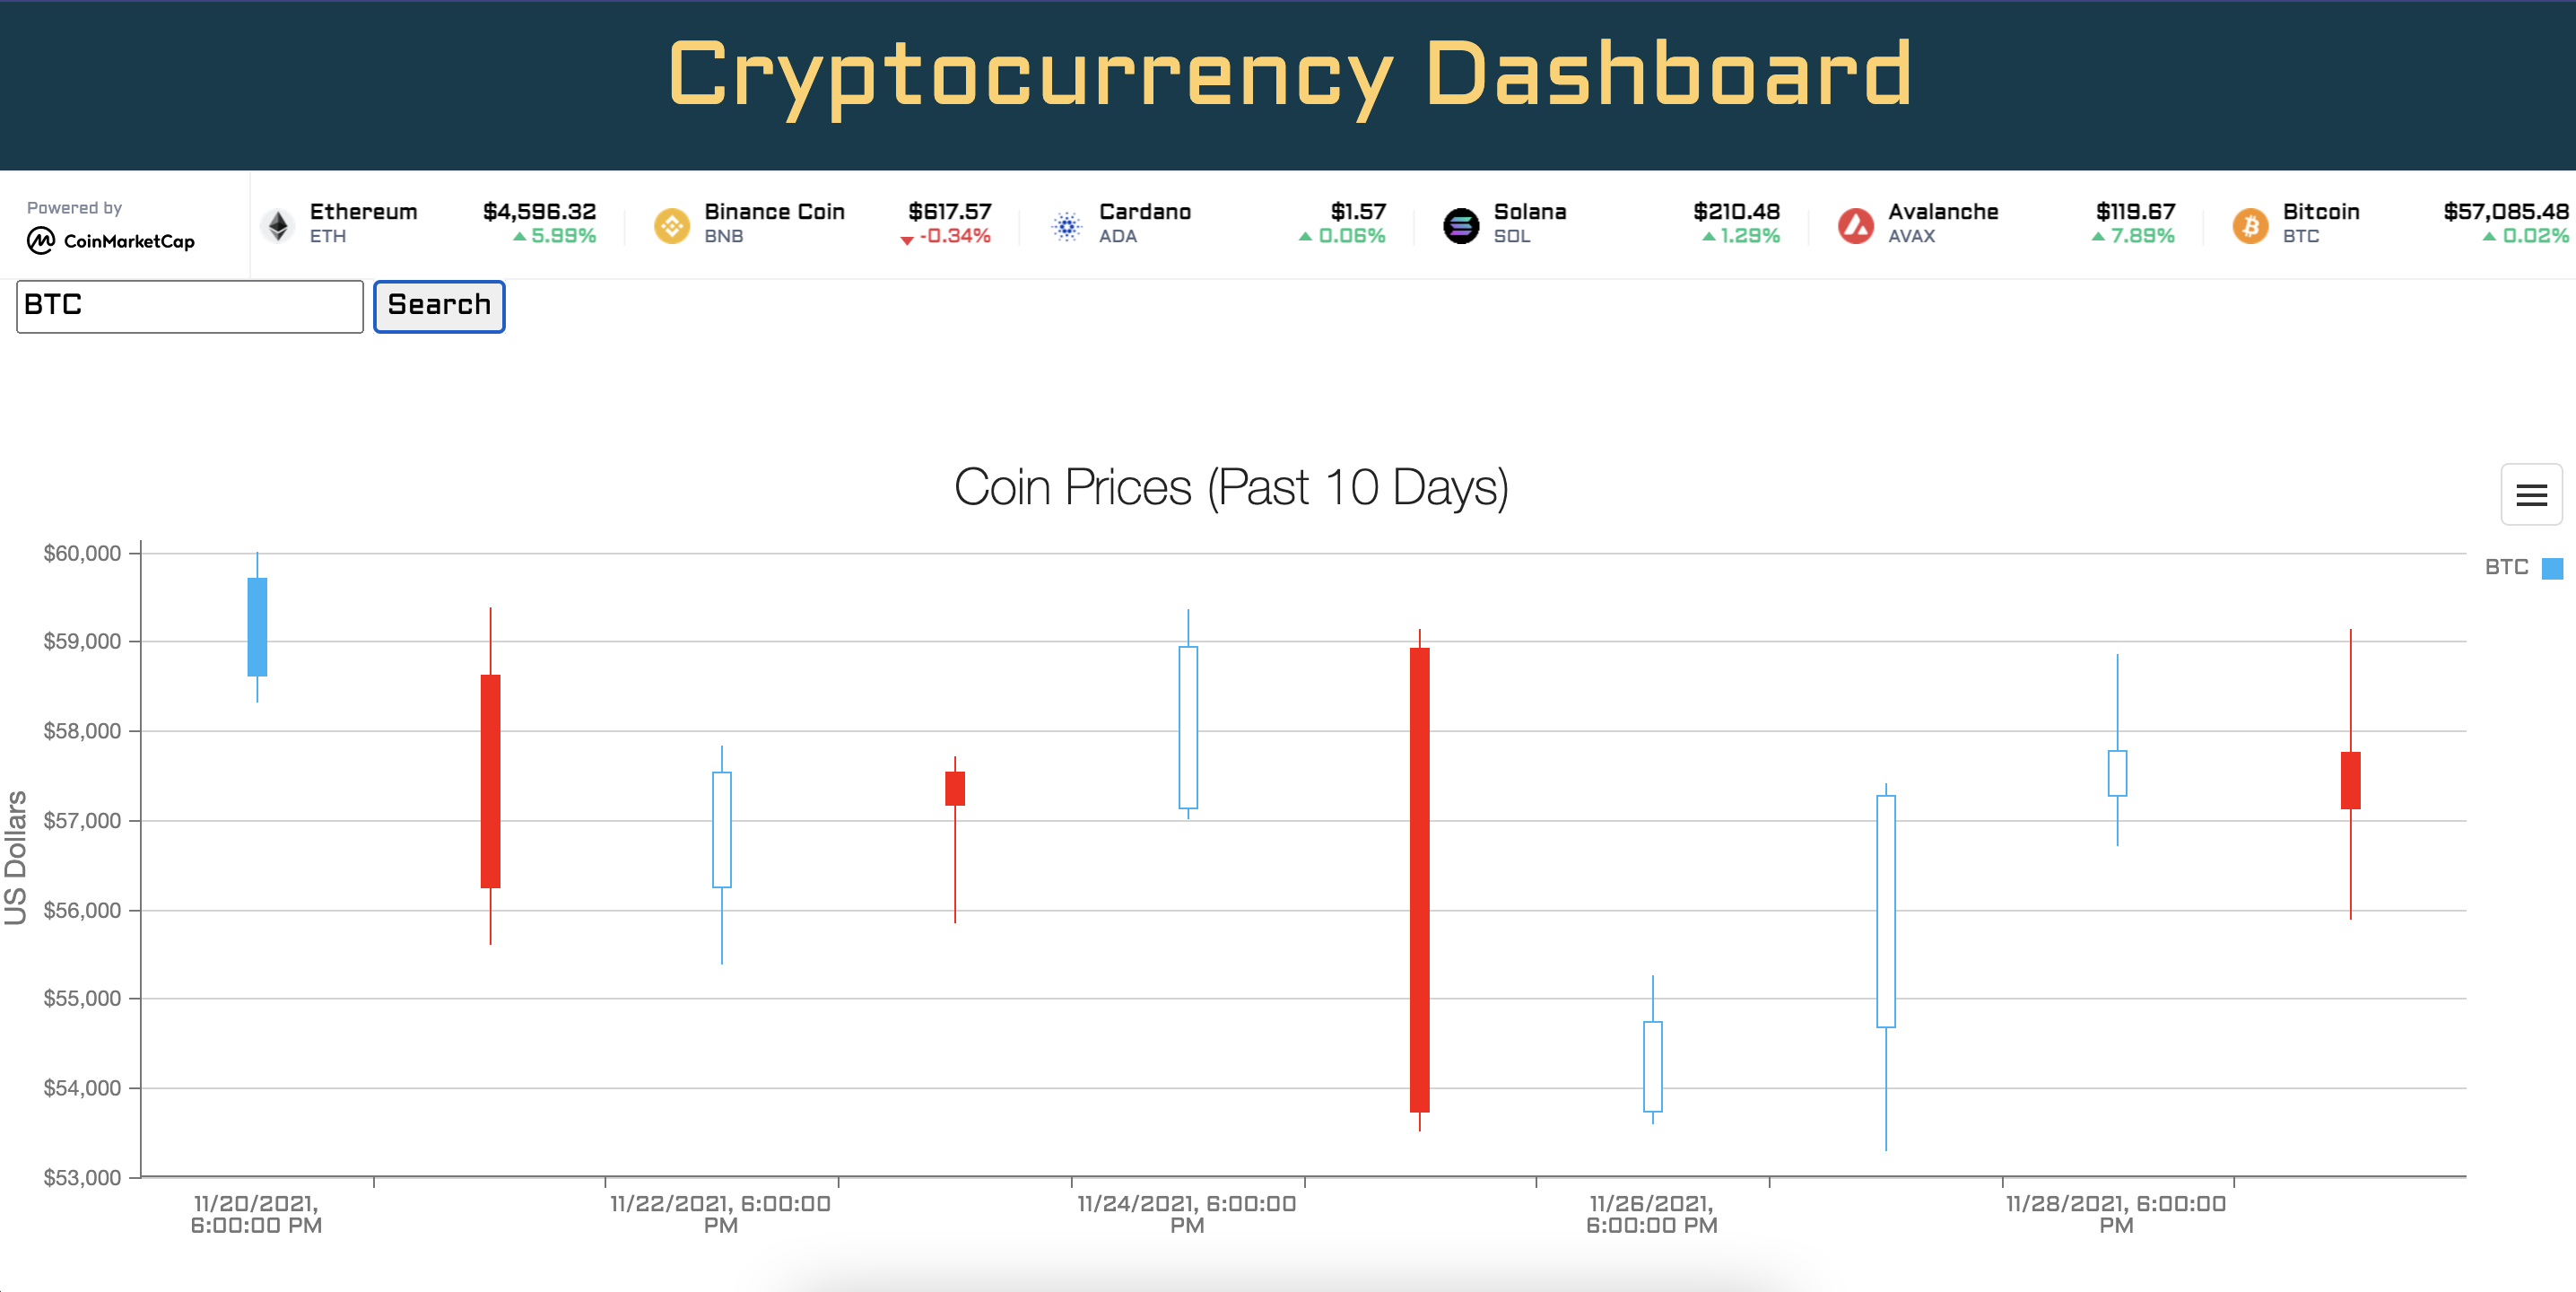 Cryptocurrency Dashboard
Powered by
CoinMarketCap
Ethereum $4,596.32
ETH 5.99%
Binance Coin $617.57
BNB -0.34%
Cardano $1.57
ADA 0.06%
Solana $210.48
SOL 1.29%
Avalanche $119.67
AVAX 7.89%
Bitcoin $57,085.48
BTC 0.02%
BTC Search
Coin Prices (Past 10 Days)
BTC
US Dollars
$60,000
$59,000
$58,000
$57,000
$56,000
$55,000
$54,000
$53,000
11/20/2021,
6:00:00 PM
11/22/2021, 6:00:00
PM
11/24/2021, 6:00:00
PM
11/26/2021,
6:00:00 PM
11/28/2021, 6:00:00
PM